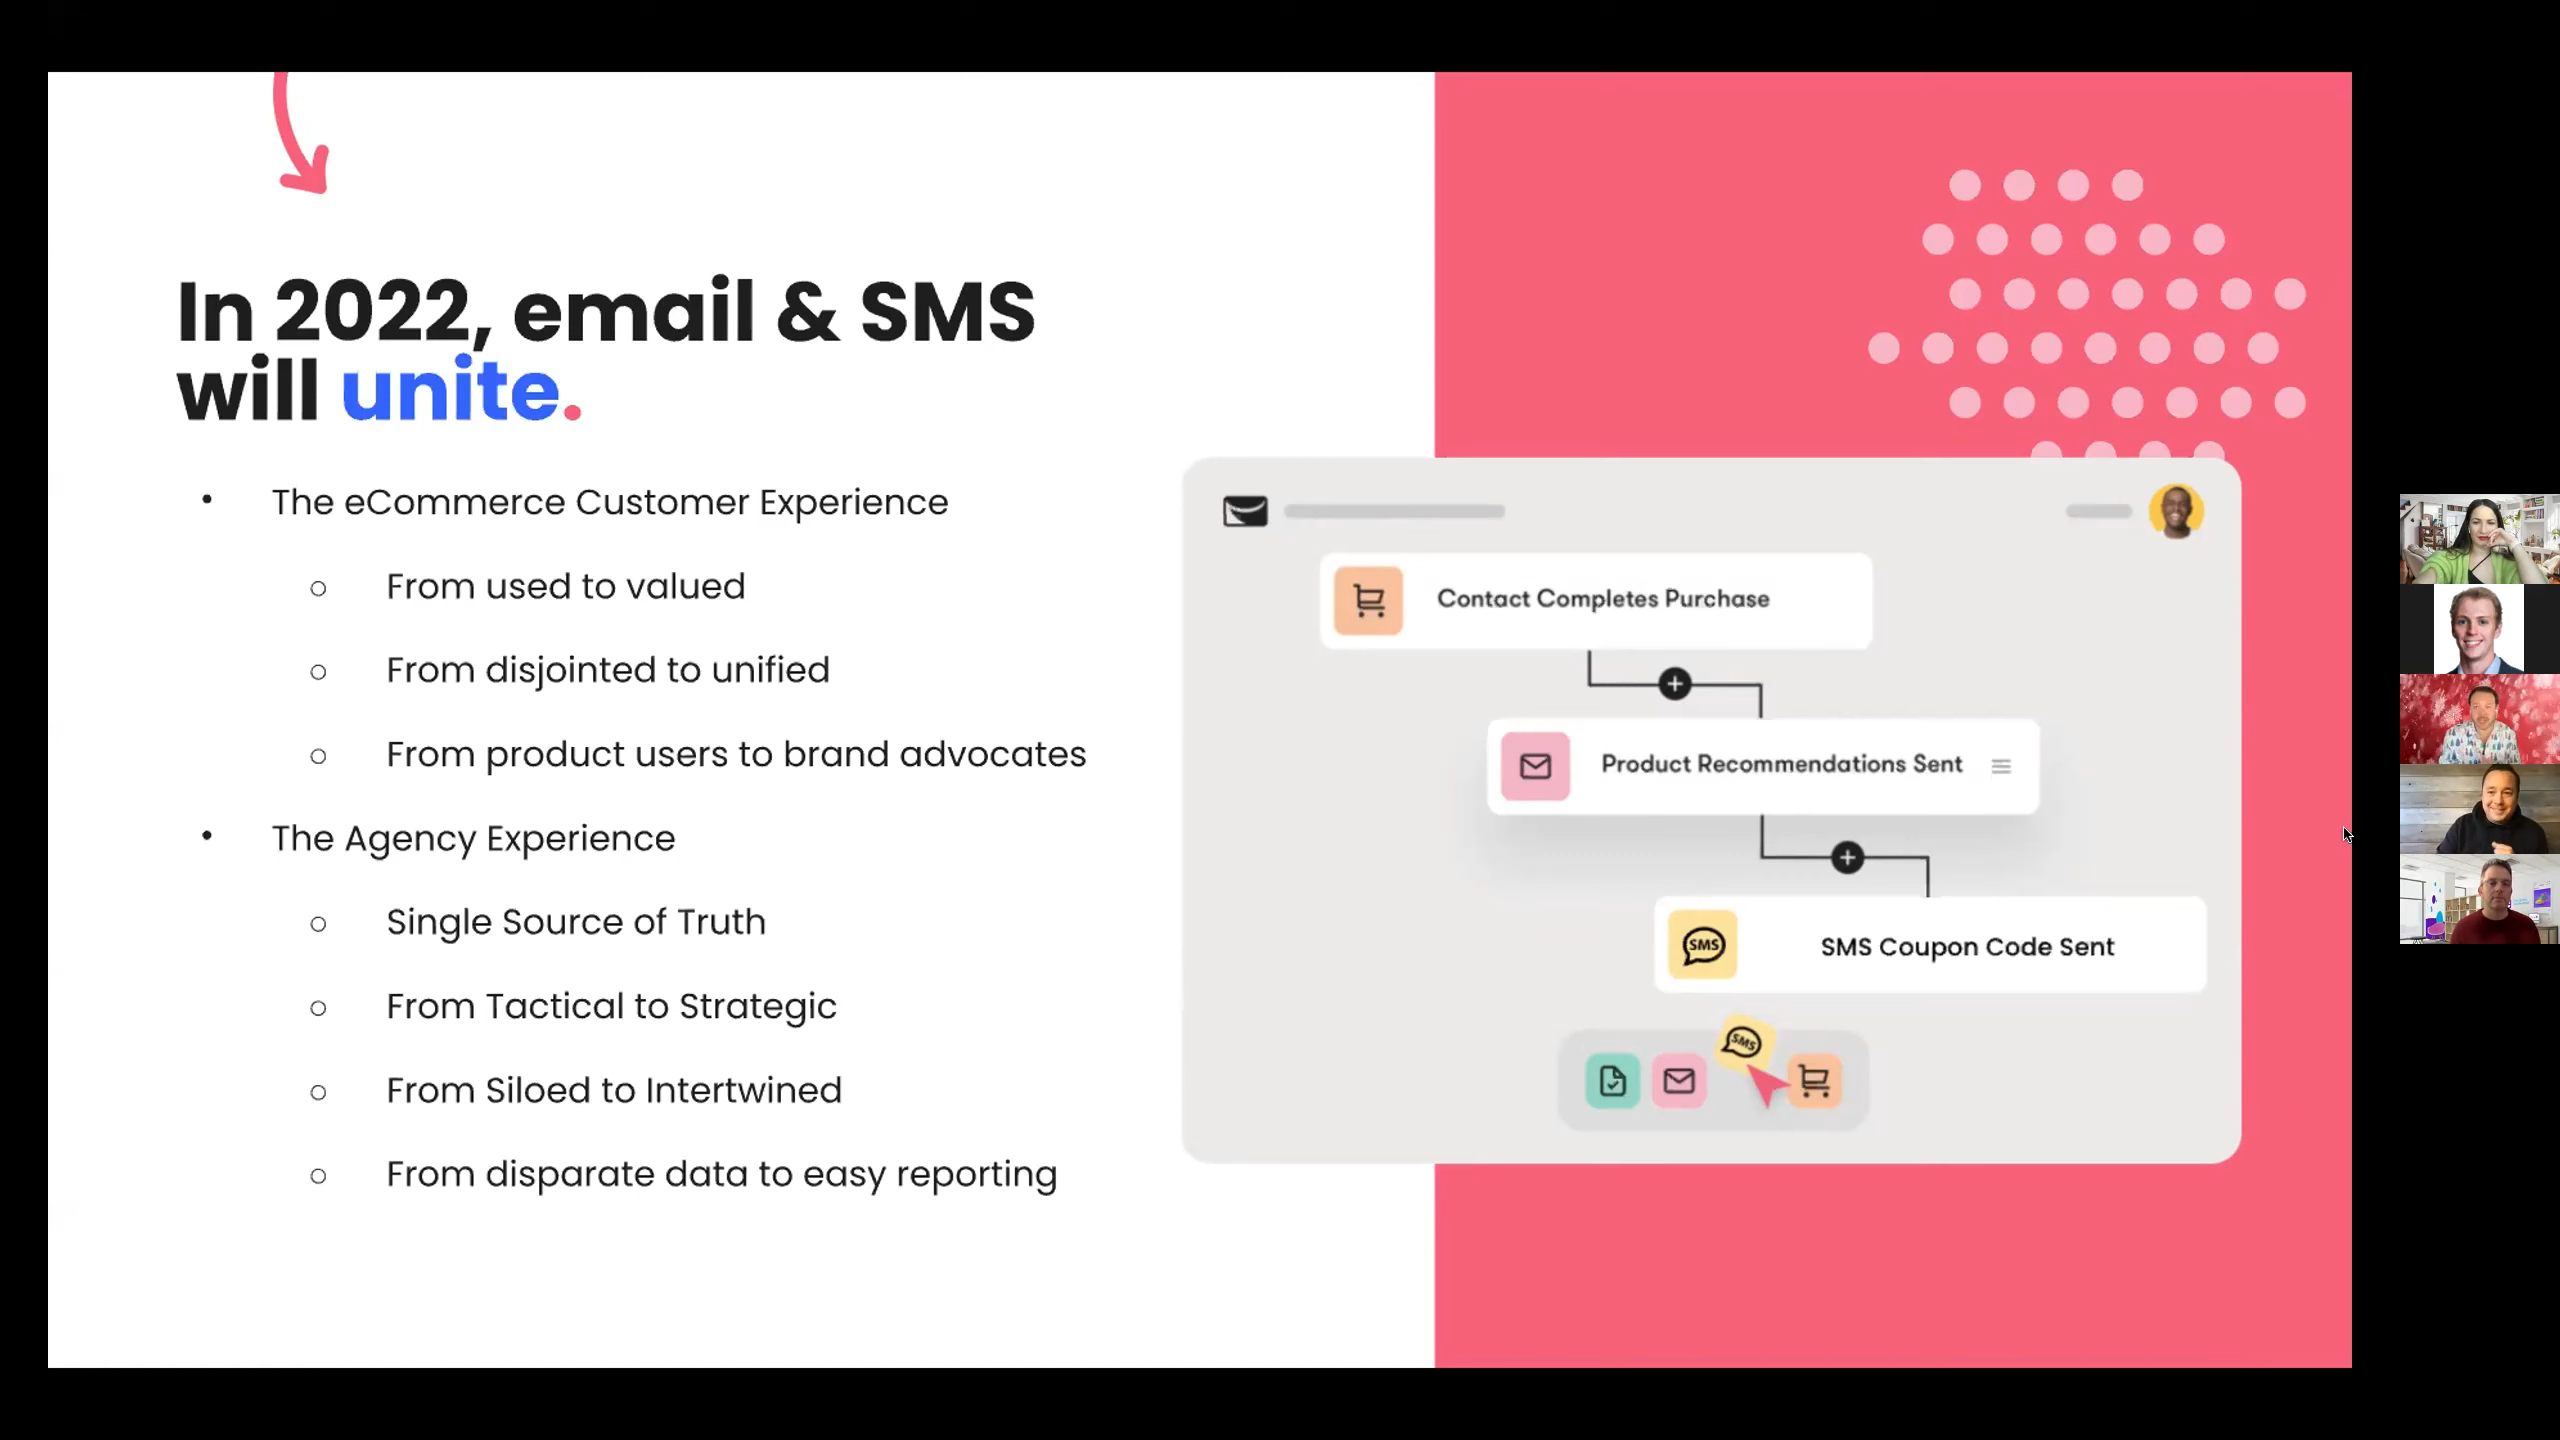 In 2022, email & SMS
will unite.
• The eCommerce Customer Experience
○ From used to valued
○ From disjointed to unified
○ From product users to brand advocates
• The Agency Experience
○ Single Source of Truth
○ From Tactical to Strategic
○ From Siloed to Intertwined
○ From disparate data to easy reporting
Contact Completes Purchase
Product Recommendations Sent
SMS
SMS Coupon Code Sent
SMS